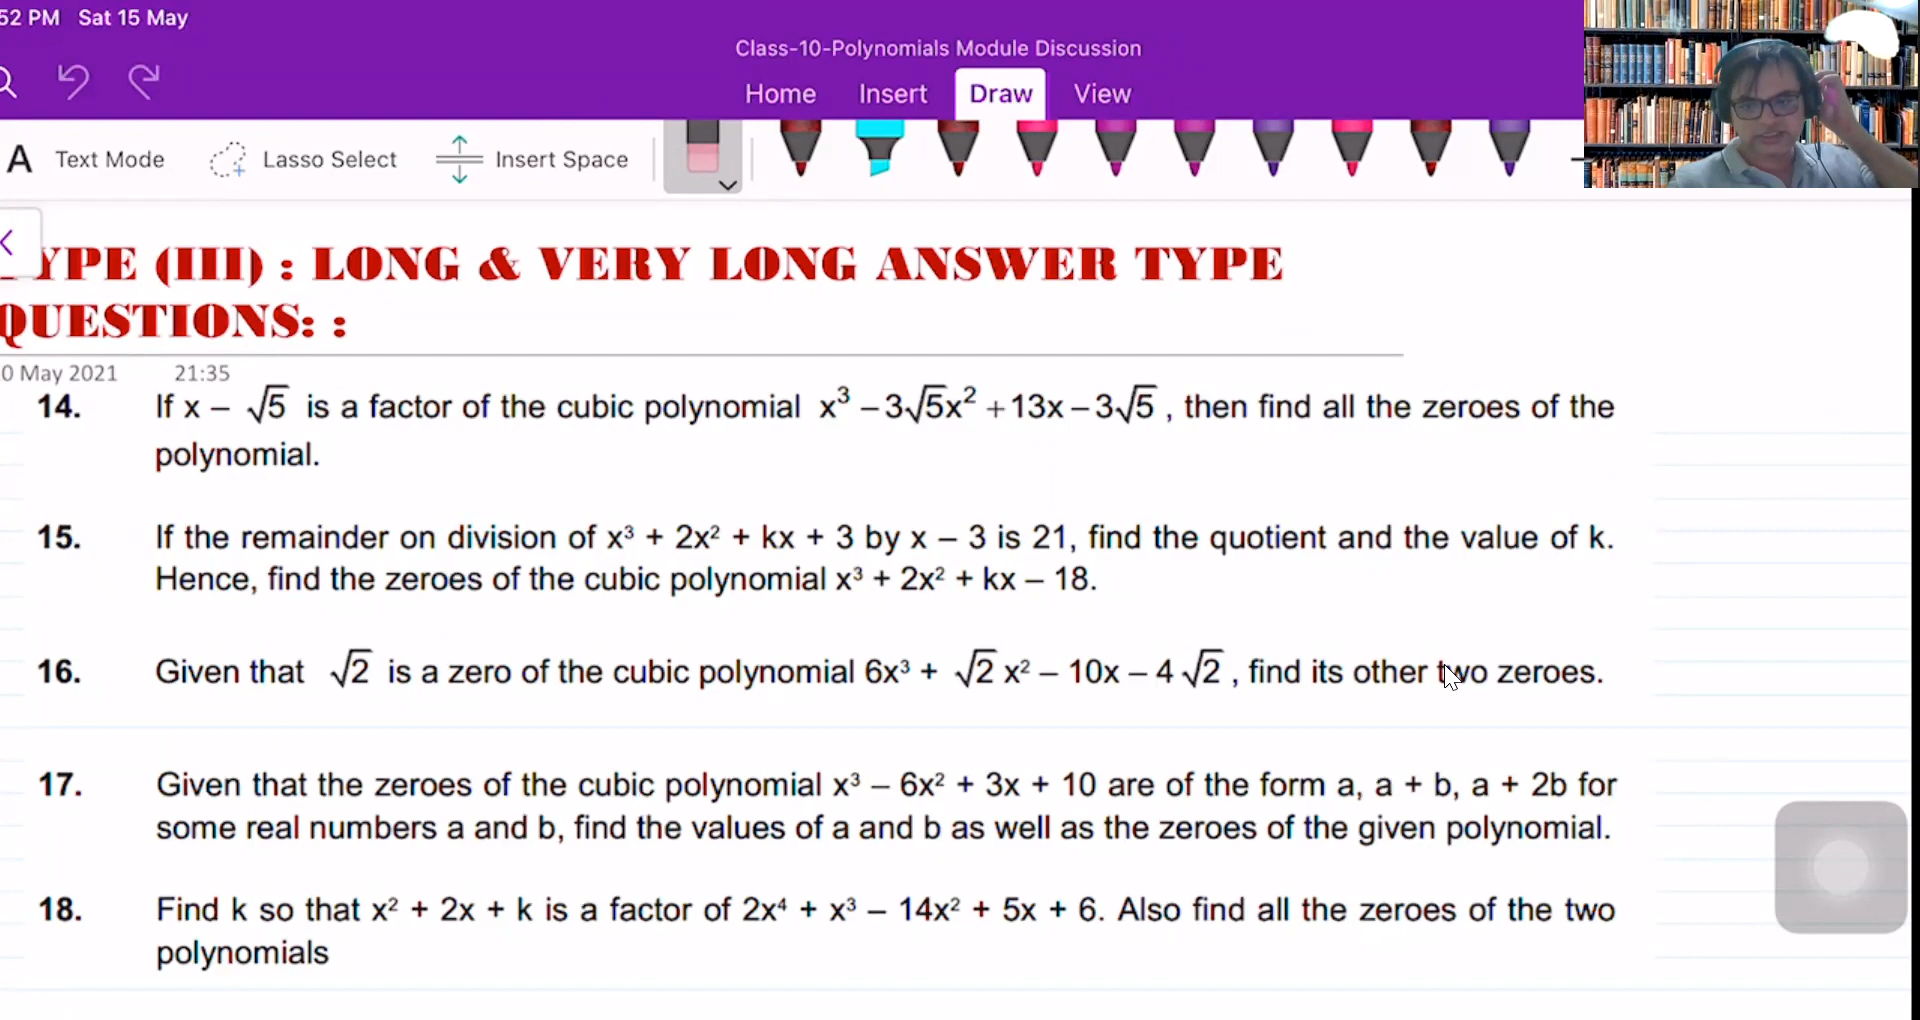 52 PM Sat 15 May
Class-10-Polynomials Module Discussion
Home Insert Draw View
A Text Mode Lasso Select Insert Space
YPE (III) : LONG & VERY LONG ANSWER TYPE
QUESTIONS: :
0 May 2021 21:35
14. If x – √5 is a factor of the cubic polynomial x³ – 3√5x² + 13x – 3√5 , then find all the zeroes of the
polynomial.
15. If the remainder on division of x³ + 2x² + kx + 3 by x – 3 is 21, find the quotient and the value of k.
Hence, find the zeroes of the cubic polynomial x³ + 2x² + kx – 18.
16. Given that √2 is a zero of the cubic polynomial 6x³ + √2 x² – 10x – 4 √2 , find its other two zeroes.
17. Given that the zeroes of the cubic polynomial x³ – 6x² + 3x + 10 are of the form a, a + b, a + 2b for
some real numbers a and b, find the values of a and b as well as the zeroes of the given polynomial.
18. Find k so that x² + 2x + k is a factor of 2x⁴ + x³ – 14x² + 5x + 6. Also find all the zeroes of the two
polynomials